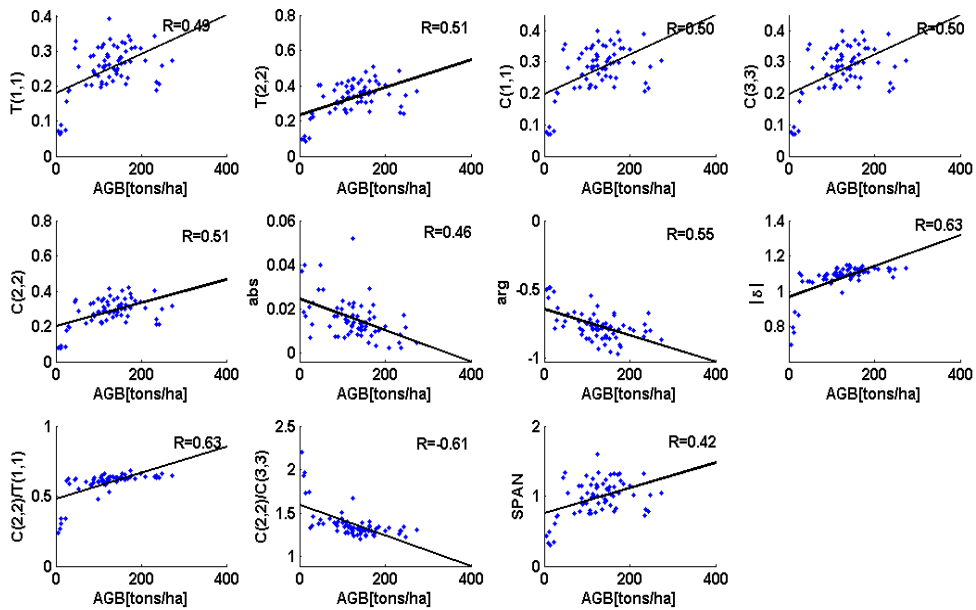 0.4
0.3
0.2
0.1
0
0 200 400
R=0.49
T(1,1)
AGB[tons/ha]
0.8
0.6
0.4
0.2
0
0 200 400
R=0.51
T(2,2)
AGB[tons/ha]
0.4
0.3
0.2
0.1
0
0 200 400
R=0.50
C(1,1)
AGB[tons/ha]
0.4
0.3
0.2
0.1
0
0 200 400
R=0.50
C(3,3)
AGB[tons/ha]
0.8
0.6
0.4
0.2
0
0 200 400
R=0.51
C(2,2)
AGB[tons/ha]
0.06
0.04
0.02
0
0 200 400
R=0.46
abs
AGB[tons/ha]
0
-0.5
-1
0 200 400
R=0.55
arg
AGB[tons/ha]
1.4
1.2
1
0.8
0 200 400
R=0.63
|δ|
AGB[tons/ha]
1
0.5
0
0 200 400
R=0.63
C(2,2)/T(1,1)
AGB[tons/ha]
2.5
2
1.5
1
0 200 400
R=-0.61
C(2,2)/C(3,3)
AGB[tons/ha]
2
1
0
0 200 400
R=0.42
SPAN
AGB[tons/ha]